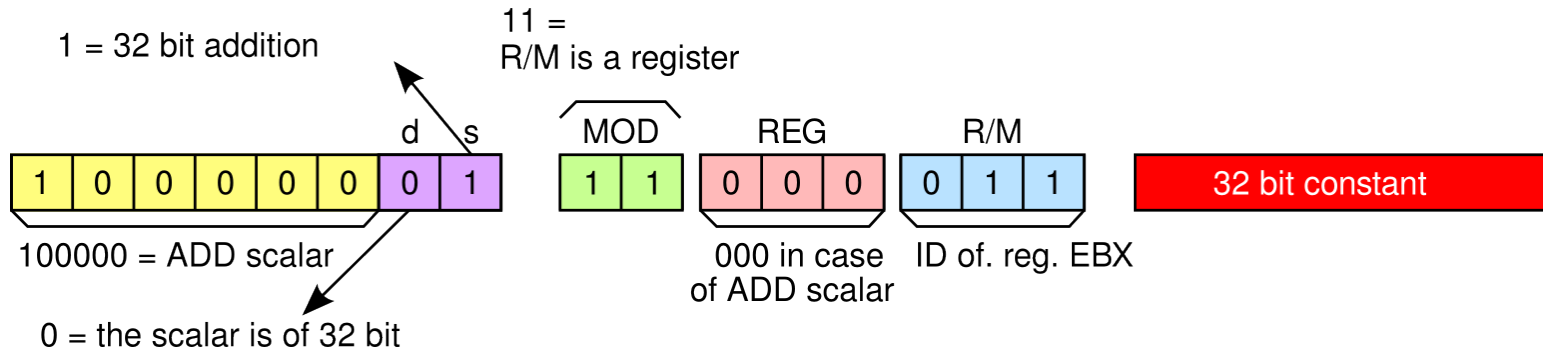 11 =
1 = 32 bit addition
R/M is a register
d s MOD REG R/M
1 0 0 0 0 0 0 1 1 1 0 0 0 0 1 1 32 bit constant
100000 = ADD scalar 000 in case ID of. reg. EBX
of ADD scalar
0 = the scalar is of 32 bit